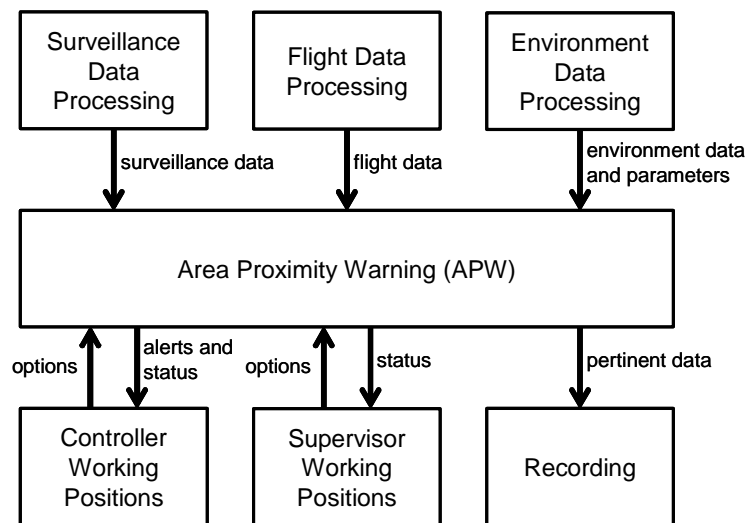 Surveillance
Data
Processing
Flight Data
Processing
Environment
Data
Processing
surveillance data
flight data
environment data
and parameters
Area Proximity Warning (APW)
options
alerts and
status
options
status
pertinent data
Controller
Working
Positions
Supervisor
Working
Positions
Recording